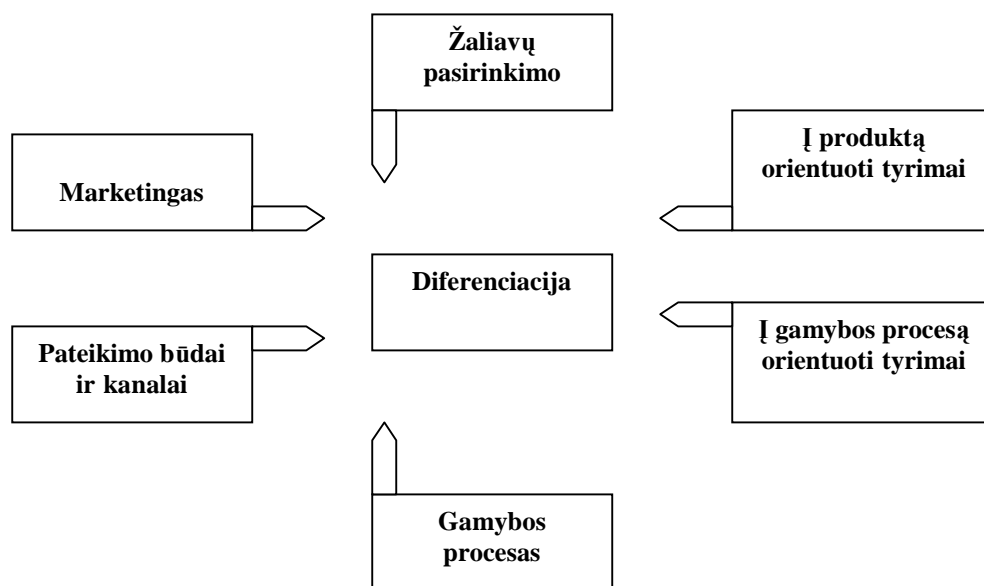 Žaliavų
pasirinkimo
Marketingas
Į produktą
orientuoti tyrimai
Diferenciacija
Pateikimo būdai
ir kanalai
Į gamybos procesą
orientuoti tyrimai
Gamybos
procesas